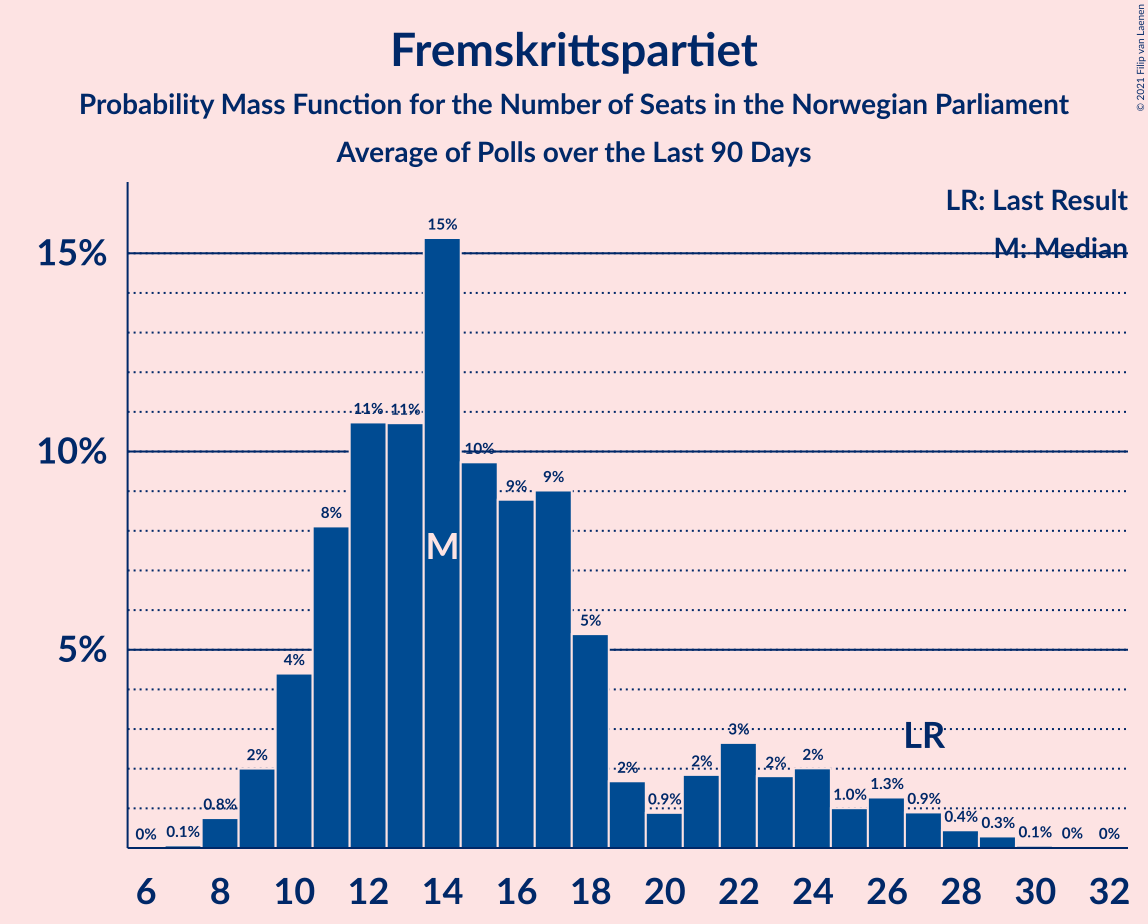 Fremskrittspartiet
Probability Mass Function for the Number of Seats in the Norwegian Parliament
Average of Polls over the Last 90 Days
© 2021 Filip van Laenen
LR: Last Result
M: Median
15%
10%
5%
0% 0.1% 0.8% 2% 4% 8% 11% 11% 15% 10% 9% 9% 5% 2% 0.9% 2% 3% 2% 2% 1.0% 1.3% 0.9% 0.4% 0.3% 0.1% 0% 0%
M
LR
6 8 10 12 14 16 18 20 22 24 26 28 30 32